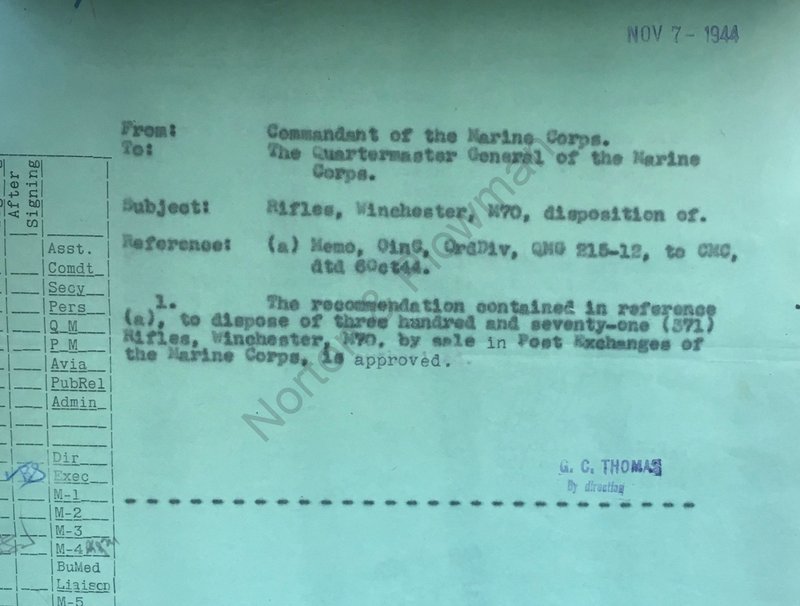 NOV 7 - 1944
From: Commandant of the Marine Corps.
To: The Quartermaster General of the Marine
Corps.
Subject: Rifles, Winchester, M70, disposition of.
Reference: (a) Memo, OinC, OrdDiv, QMG 215-12, to CMC,
dtd 6Oct44.
1. The recommendation contained in reference
(a), to dispose of three hundred and seventy-one (371)
Rifles, Winchester, M70, by sale in Post Exchanges of
the Marine Corps, is approved.
G. C. THOMAS
By direction
After
Signing
Asst.
Comdt
Secy
Pers
Q M
P M
Avia
PubRel
Admin
Dir
Exec
M-1
M-2
M-3
M-4
BuMed
Liaison
M-5